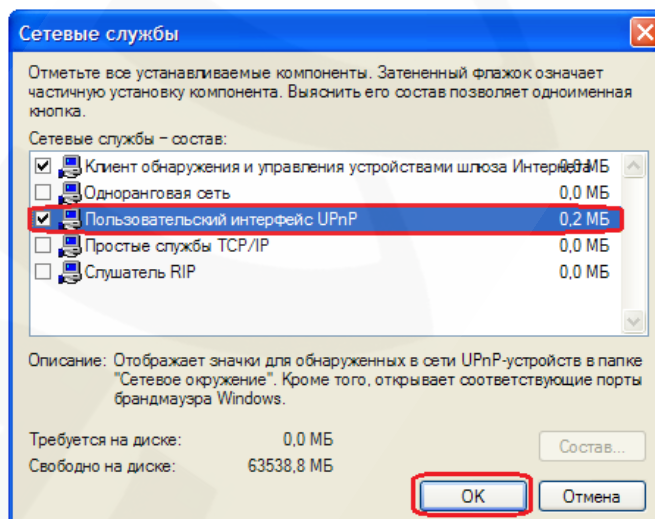 Сетевые службы
Отметьте все устанавливаемые компоненты. Затененный флажок означает
частичную установку компонента. Выяснить его состав позволяет одноименная
кнопка.
Сетевые службы – состав:
Клиент обнаружения и управления устройствами шлюза Интернета 0,0 МБ
Одноранговая сеть 0,0 МБ
Пользовательский интерфейс UPnP 0,2 МБ
Простые службы TCP/IP 0,0 МБ
Слушатель RIP 0,0 МБ
Описание: Отображает значки для обнаруженных в сети UPnP-устройств в папке
"Сетевое окружение". Кроме того, открывает соответствующие порты
брандмауэра Windows.
Требуется на диске: 0,0 МБ
Состав...
Свободно на диске: 63538,8 МБ
OK Отмена